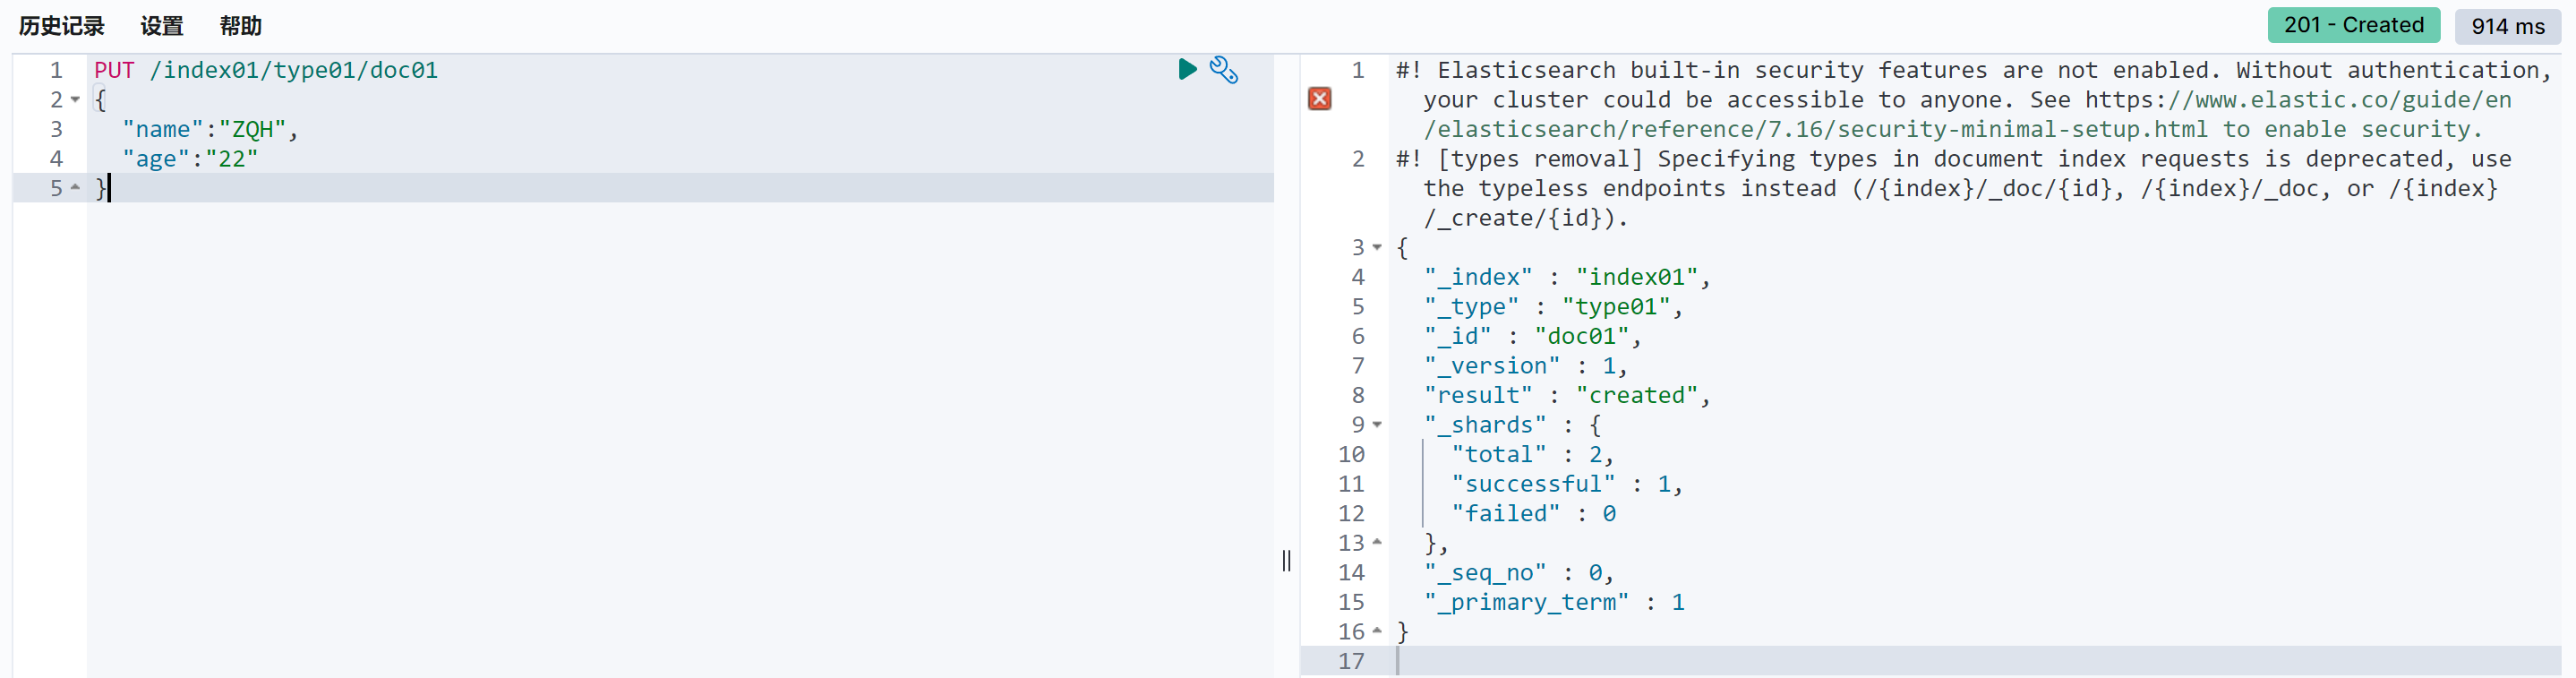 历史记录 设置 帮助
201 - Created 914 ms
1 PUT /index01/type01/doc01
2 {
3 "name":"ZQH",
4 "age":"22"
5 }
1 #! Elasticsearch built-in security features are not enabled. Without authentication,
your cluster could be accessible to anyone. See https://www.elastic.co/guide/en
/elasticsearch/reference/7.16/security-minimal-setup.html to enable security.
2 #! [types removal] Specifying types in document index requests is deprecated, use
the typeless endpoints instead (/{index}/_doc/{id}, /{index}/_doc, or /{index}
/_create/{id}).
3 {
4 "_index" : "index01",
5 "_type" : "type01",
6 "_id" : "doc01",
7 "_version" : 1,
8 "result" : "created",
9 "_shards" : {
10 "total" : 2,
11 "successful" : 1,
12 "failed" : 0
13 },
14 "_seq_no" : 0,
15 "_primary_term" : 1
16 }
17